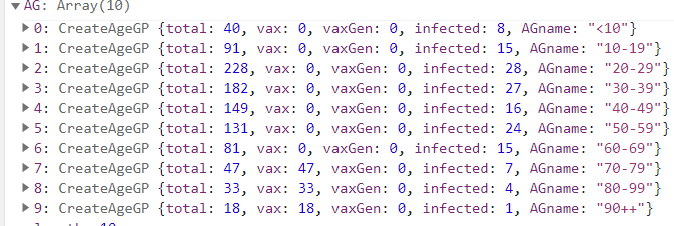 ▼ AG: Array(10)
▶ 0: CreateAgeGP {total: 40, vax: 0, vaxGen: 0, infected: 8, AGname: "<10"}
▶ 1: CreateAgeGP {total: 91, vax: 0, vaxGen: 0, infected: 15, AGname: "10-19"}
▶ 2: CreateAgeGP {total: 228, vax: 0, vaxGen: 0, infected: 28, AGname: "20-29"}
▶ 3: CreateAgeGP {total: 182, vax: 0, vaxGen: 0, infected: 27, AGname: "30-39"}
▶ 4: CreateAgeGP {total: 149, vax: 0, vaxGen: 0, infected: 16, AGname: "40-49"}
▶ 5: CreateAgeGP {total: 131, vax: 0, vaxGen: 0, infected: 24, AGname: "50-59"}
▶ 6: CreateAgeGP {total: 81, vax: 0, vaxGen: 0, infected: 15, AGname: "60-69"}
▶ 7: CreateAgeGP {total: 47, vax: 47, vaxGen: 0, infected: 7, AGname: "70-79"}
▶ 8: CreateAgeGP {total: 33, vax: 33, vaxGen: 0, infected: 4, AGname: "80-99"}
▶ 9: CreateAgeGP {total: 18, vax: 18, vaxGen: 0, infected: 1, AGname: "90++"}